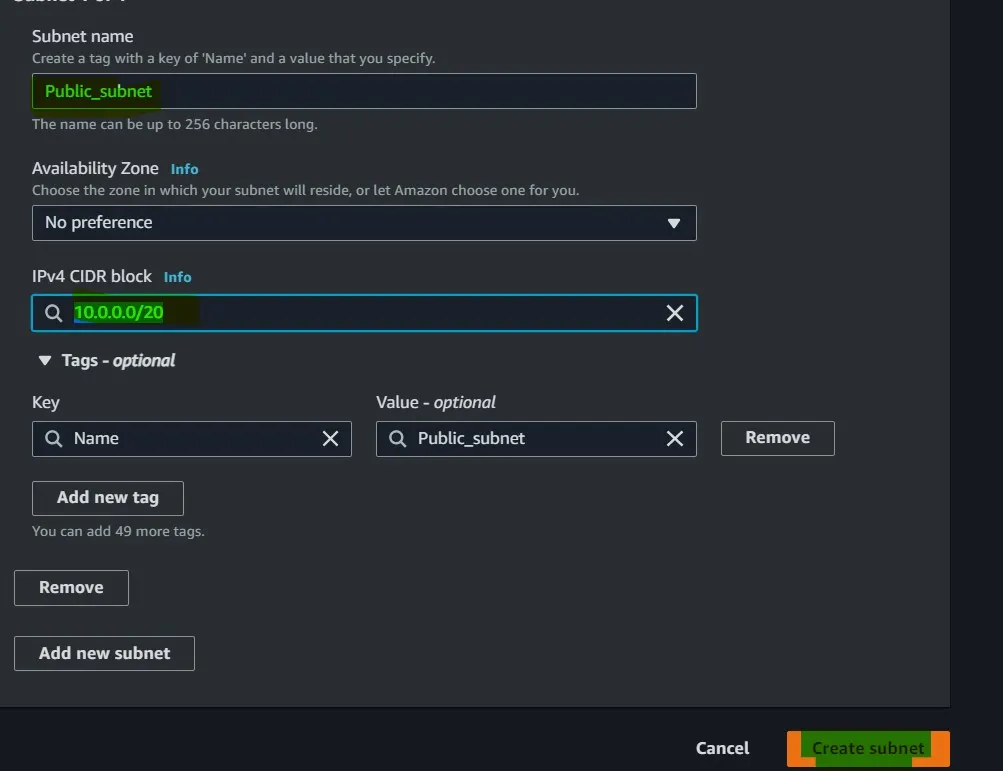 Subnet name
Create a tag with a key of 'Name' and a value that you specify.
Public_subnet
The name can be up to 256 characters long.
Availability Zone Info
Choose the zone in which your subnet will reside, or let Amazon choose one for you.
No preference
IPv4 CIDR block Info
10.0.0.0/20
Tags - optional
Key Value - optional
Name Public_subnet Remove
Add new tag
You can add 49 more tags.
Remove
Add new subnet
Cancel Create subnet